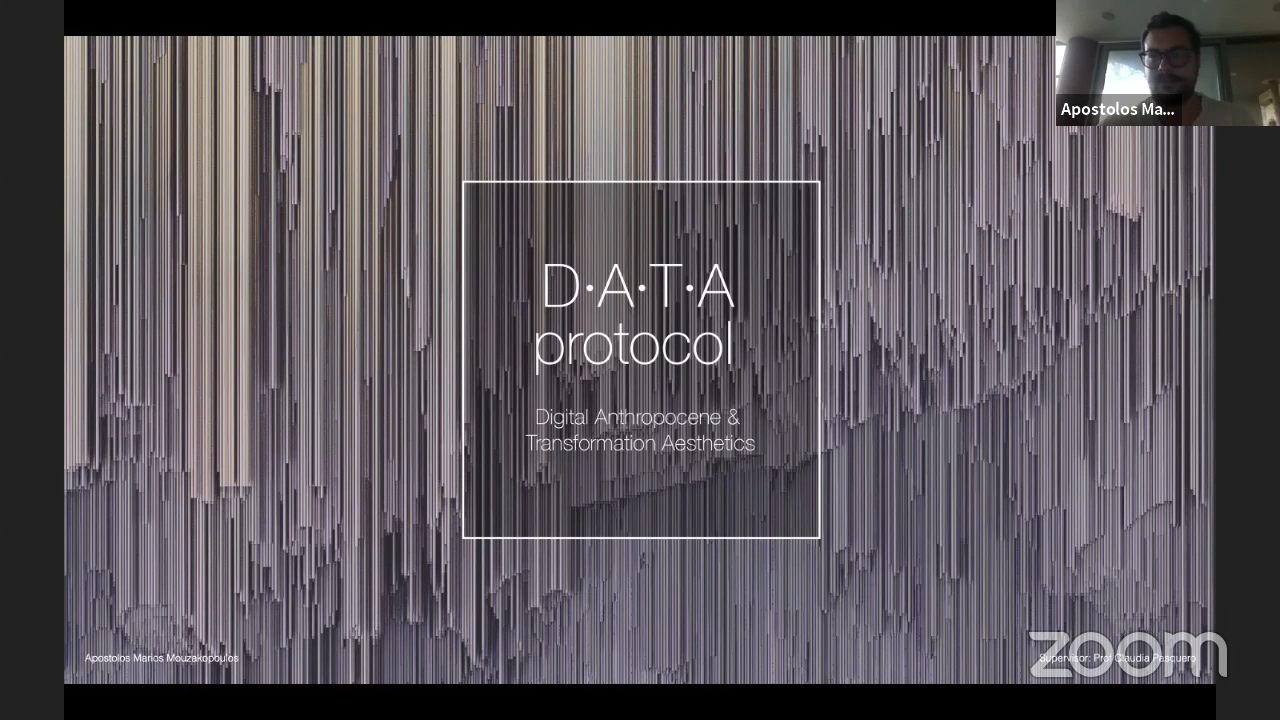 Apostolos Ma...
D·A·T·A
protocol
Digital Anthropocene &
Transformation Aesthetics
Apostolos Marios Mouzakopoulos
Supervisor: Prof Claudia Pasquero
zoom